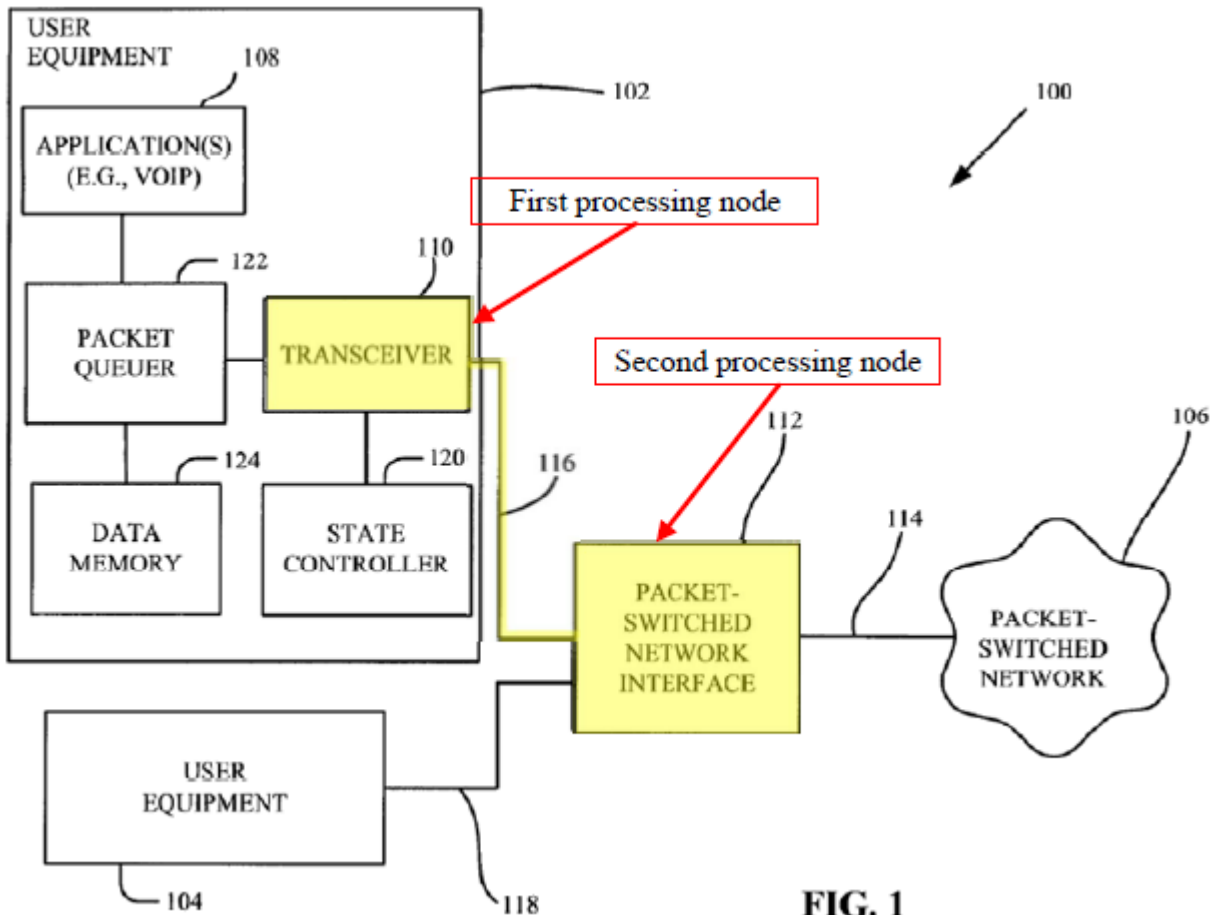 USER
EQUIPMENT
108
102
100
APPLICATION(S)
(E.G., VOIP)
First processing node
122
110
PACKET
QUEUER
TRANSCEIVER
Second processing node
112
106
124
120
116
114
DATA
MEMORY
STATE
CONTROLLER
PACKET-
SWITCHED
NETWORK
INTERFACE
PACKET-
SWITCHED
NETWORK
USER
EQUIPMENT
104
118
FIG. 1